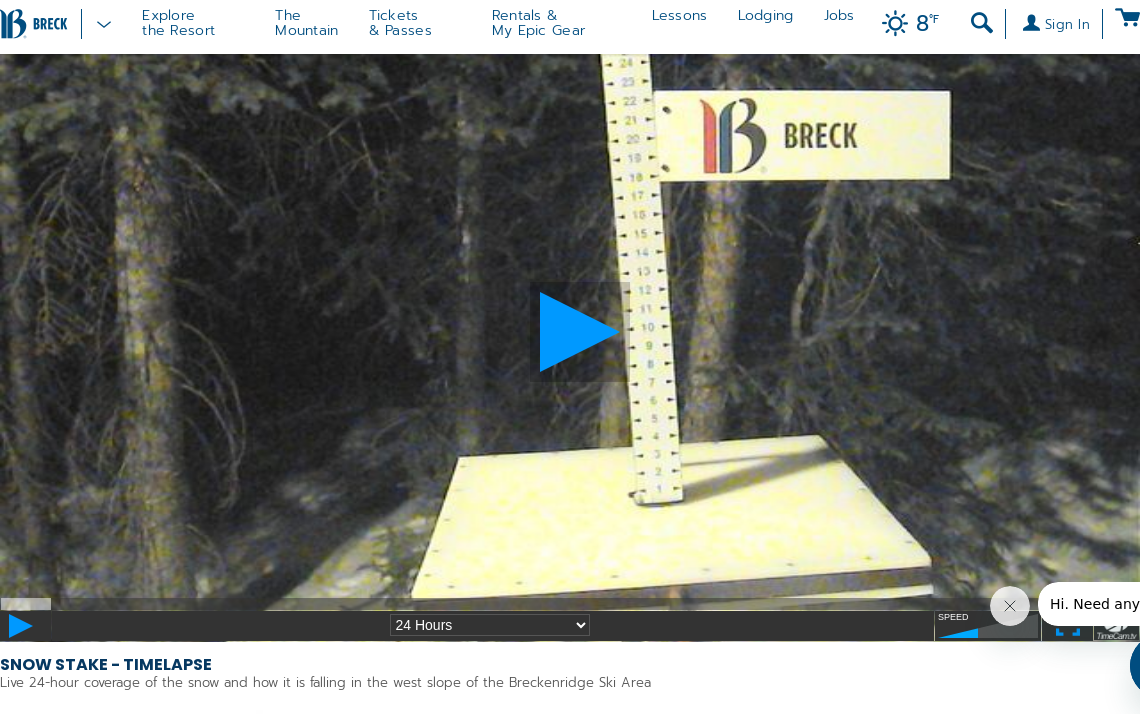 BRECK
Explore
the Resort
The
Mountain
Tickets
& Passes
Rentals &
My Epic Gear
Lessons
Lodging
Jobs
8°F
Sign In
24
23
22
21
20
19
18
17
16
15
14
13
12
11
10
9
8
7
6
5
4
3
2
1
BRECK
24 Hours
SPEED
TimeCam.tv
Hi. Need any
SNOW STAKE - TIMELAPSE
Live 24-hour coverage of the snow and how it is falling in the west slope of the Breckenridge Ski Area